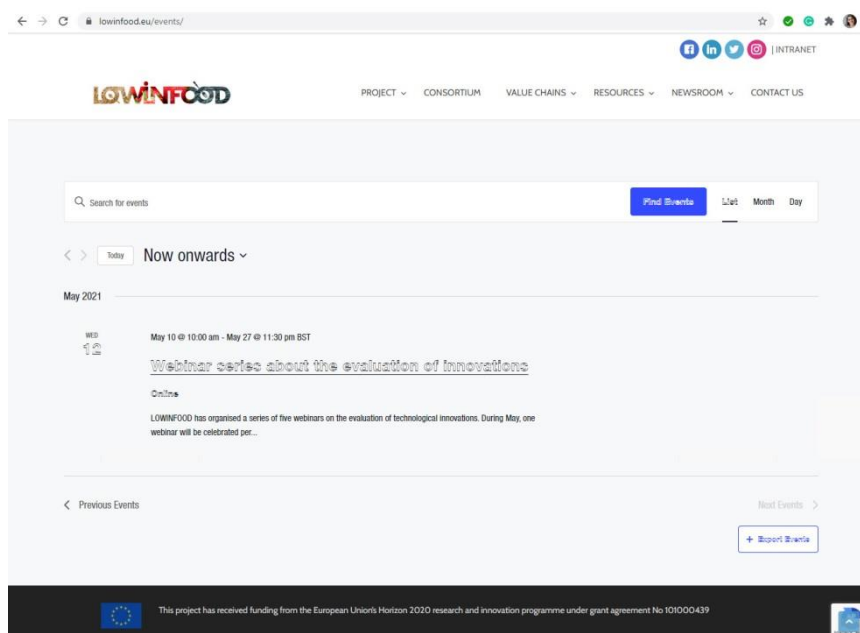 lowinfood.eu/events/
| INTRANET
LOWINFOOD
PROJECT CONSORTIUM VALUE CHAINS RESOURCES NEWSROOM CONTACT US
Search for events Find Events List Month Day
Today Now onwards
May 2021
WED
12
May 10 @ 10:00 am - May 27 @ 11:30 pm BST
Webinar series about the evaluation of innovations
Online
LOWINFOOD has organised a series of five webinars on the evaluation of technological innovations. During May, one
webinar will be celebrated per...
Previous Events Next Events
+ Export Events
This project has received funding from the European Union's Horizon 2020 research and innovation programme under grant agreement No 101000439